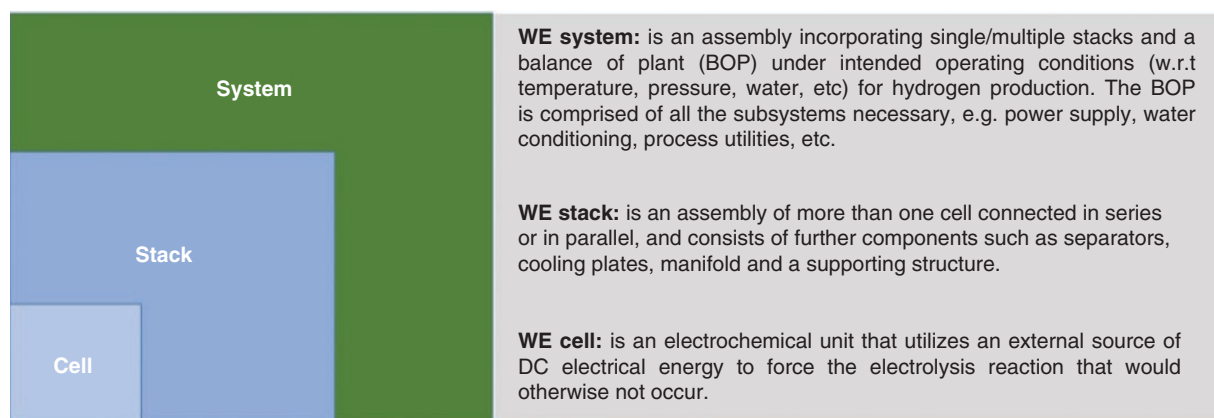 System
Stack
Cell
WE system: is an assembly incorporating single/multiple stacks and a
balance of plant (BOP) under intended operating conditions (w.r.t
temperature, pressure, water, etc) for hydrogen production. The BOP
is comprised of all the subsystems necessary, e.g. power supply, water
conditioning, process utilities, etc.
WE stack: is an assembly of more than one cell connected in series
or in parallel, and consists of further components such as separators,
cooling plates, manifold and a supporting structure.
WE cell: is an electrochemical unit that utilizes an external source of
DC electrical energy to force the electrolysis reaction that would
otherwise not occur.